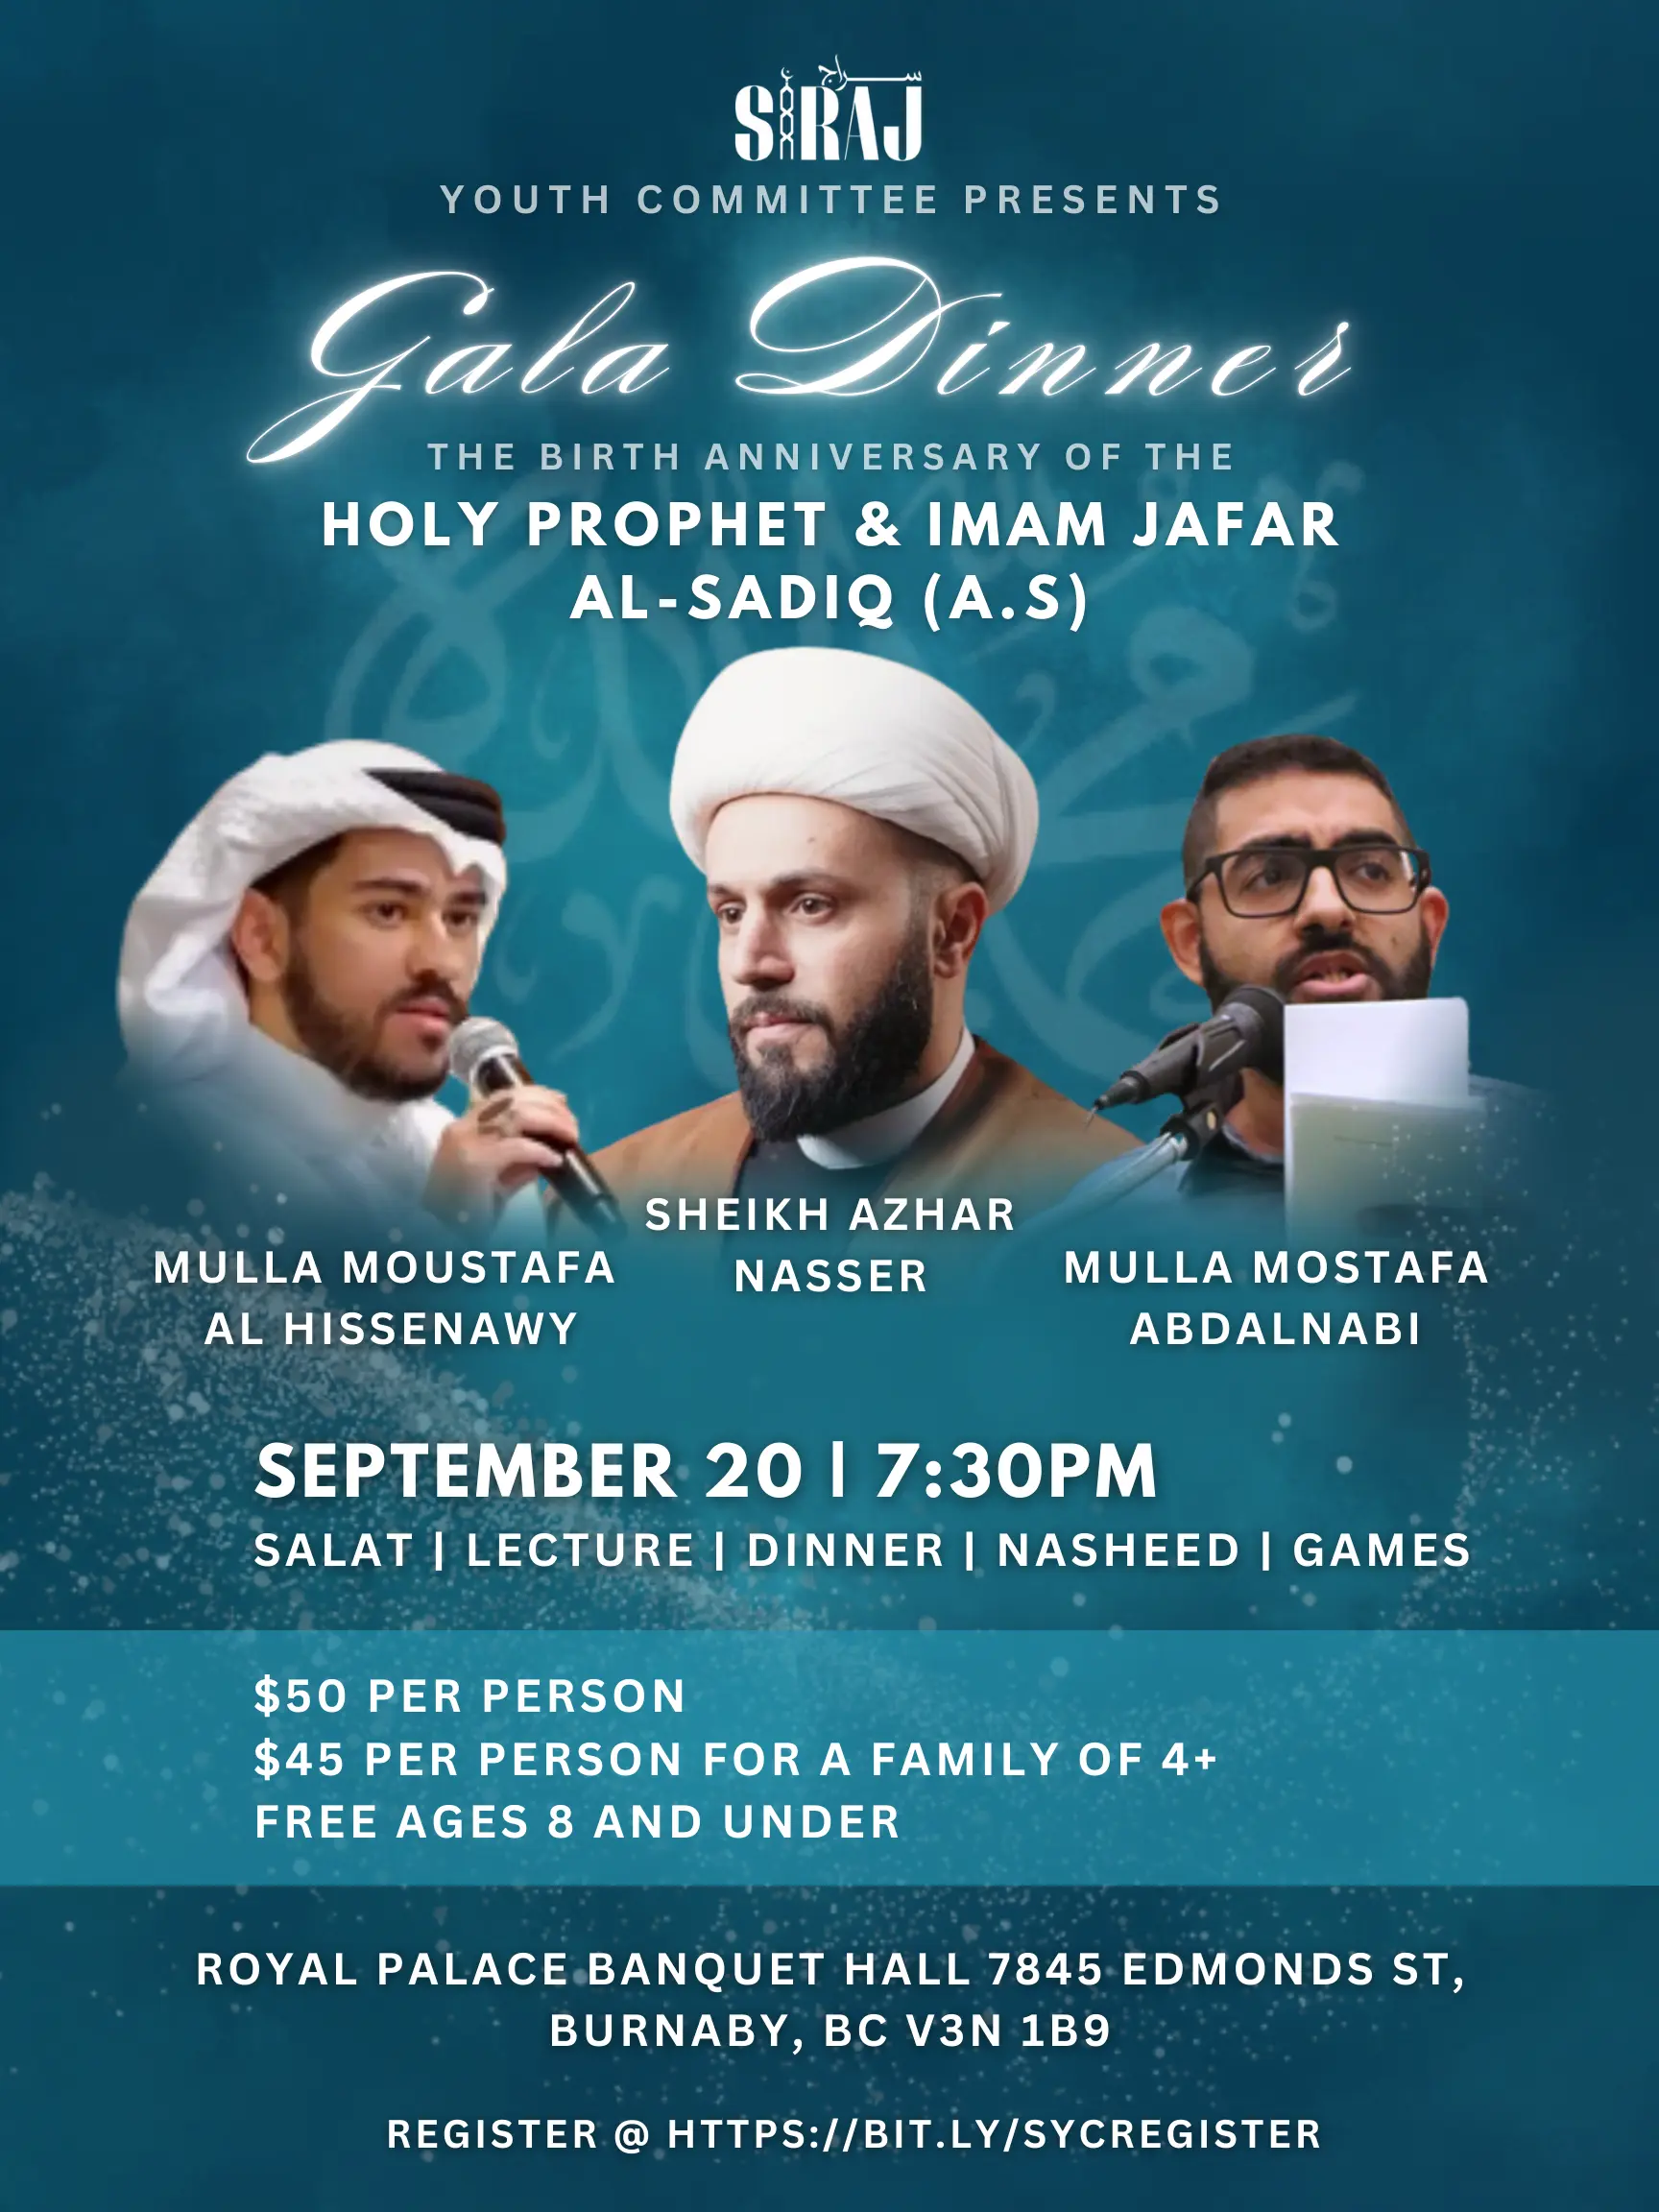 سراج
SIRAJ
YOUTH COMMITTEE PRESENTS
Gala Dinner
THE BIRTH ANNIVERSARY OF THE
HOLY PROPHET & IMAM JAFAR
AL-SADIQ (A.S)
SHEIKH AZHAR
NASSER
MULLA MOUSTAFA
AL HISSENAWY
MULLA MOSTAFA
ABDALNABI
SEPTEMBER 20 | 7:30PM
SALAT | LECTURE | DINNER | NASHEED | GAMES
$50 PER PERSON
$45 PER PERSON FOR A FAMILY OF 4+
FREE AGES 8 AND UNDER
ROYAL PALACE BANQUET HALL 7845 EDMONDS ST,
BURNABY, BC V3N 1B9
REGISTER @ HTTPS://BIT.LY/SYCREGISTER